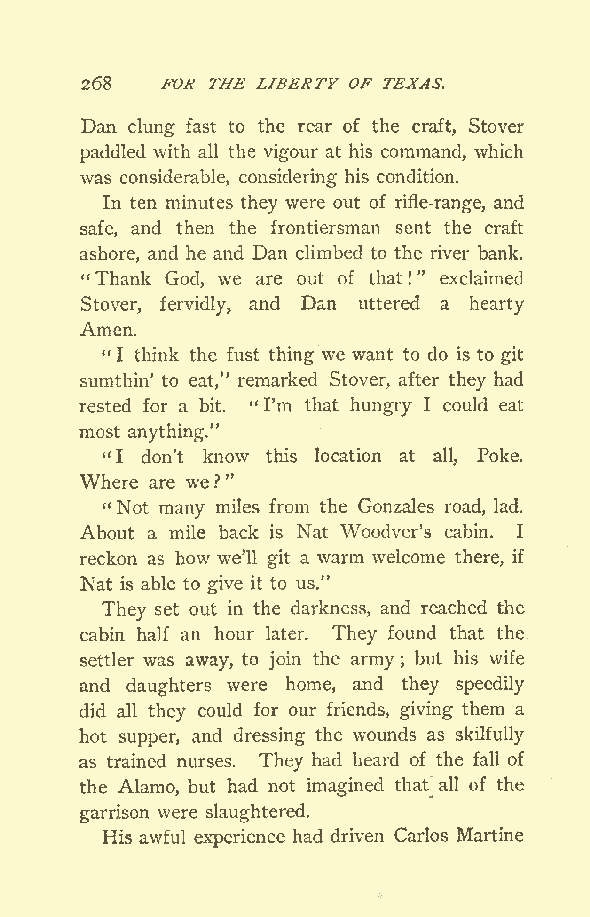 268 FOR THE LIBERTY OF TEXAS.
Dan clung fast to the rear of the craft, Stover
paddled with all the vigour at his command, which
was considerable, considering his condition.
In ten minutes they were out of rifle-range, and
safe, and then the frontiersman sent the craft
ashore, and he and Dan climbed to the river bank.
"Thank God, we are out of that!" exclaimed
Stover, fervidly, and Dan uttered a hearty
Amen.
"I think the fust thing we want to do is to git
sumthin' to eat," remarked Stover, after they had
rested for a bit. "I'm that hungry I could eat
most anything."
"I don't know this location at all, Poke.
Where are we?"
"Not many miles from the Gonzales road, lad.
About a mile back is Nat Woodver's cabin. I
reckon as how we'll git a warm welcome there, if
Nat is able to give it to us."
They set out in the darkness, and reached the
cabin half an hour later. They found that the
settler was away, to join the army; but his wife
and daughters were home, and they speedily
did all they could for our friends, giving them a
hot supper, and dressing the wounds as skilfully
as trained nurses. They had heard of the fall of
the Alamo, but had not imagined that all of the
garrison were slaughtered.
His awful experience had driven Carlos Martine